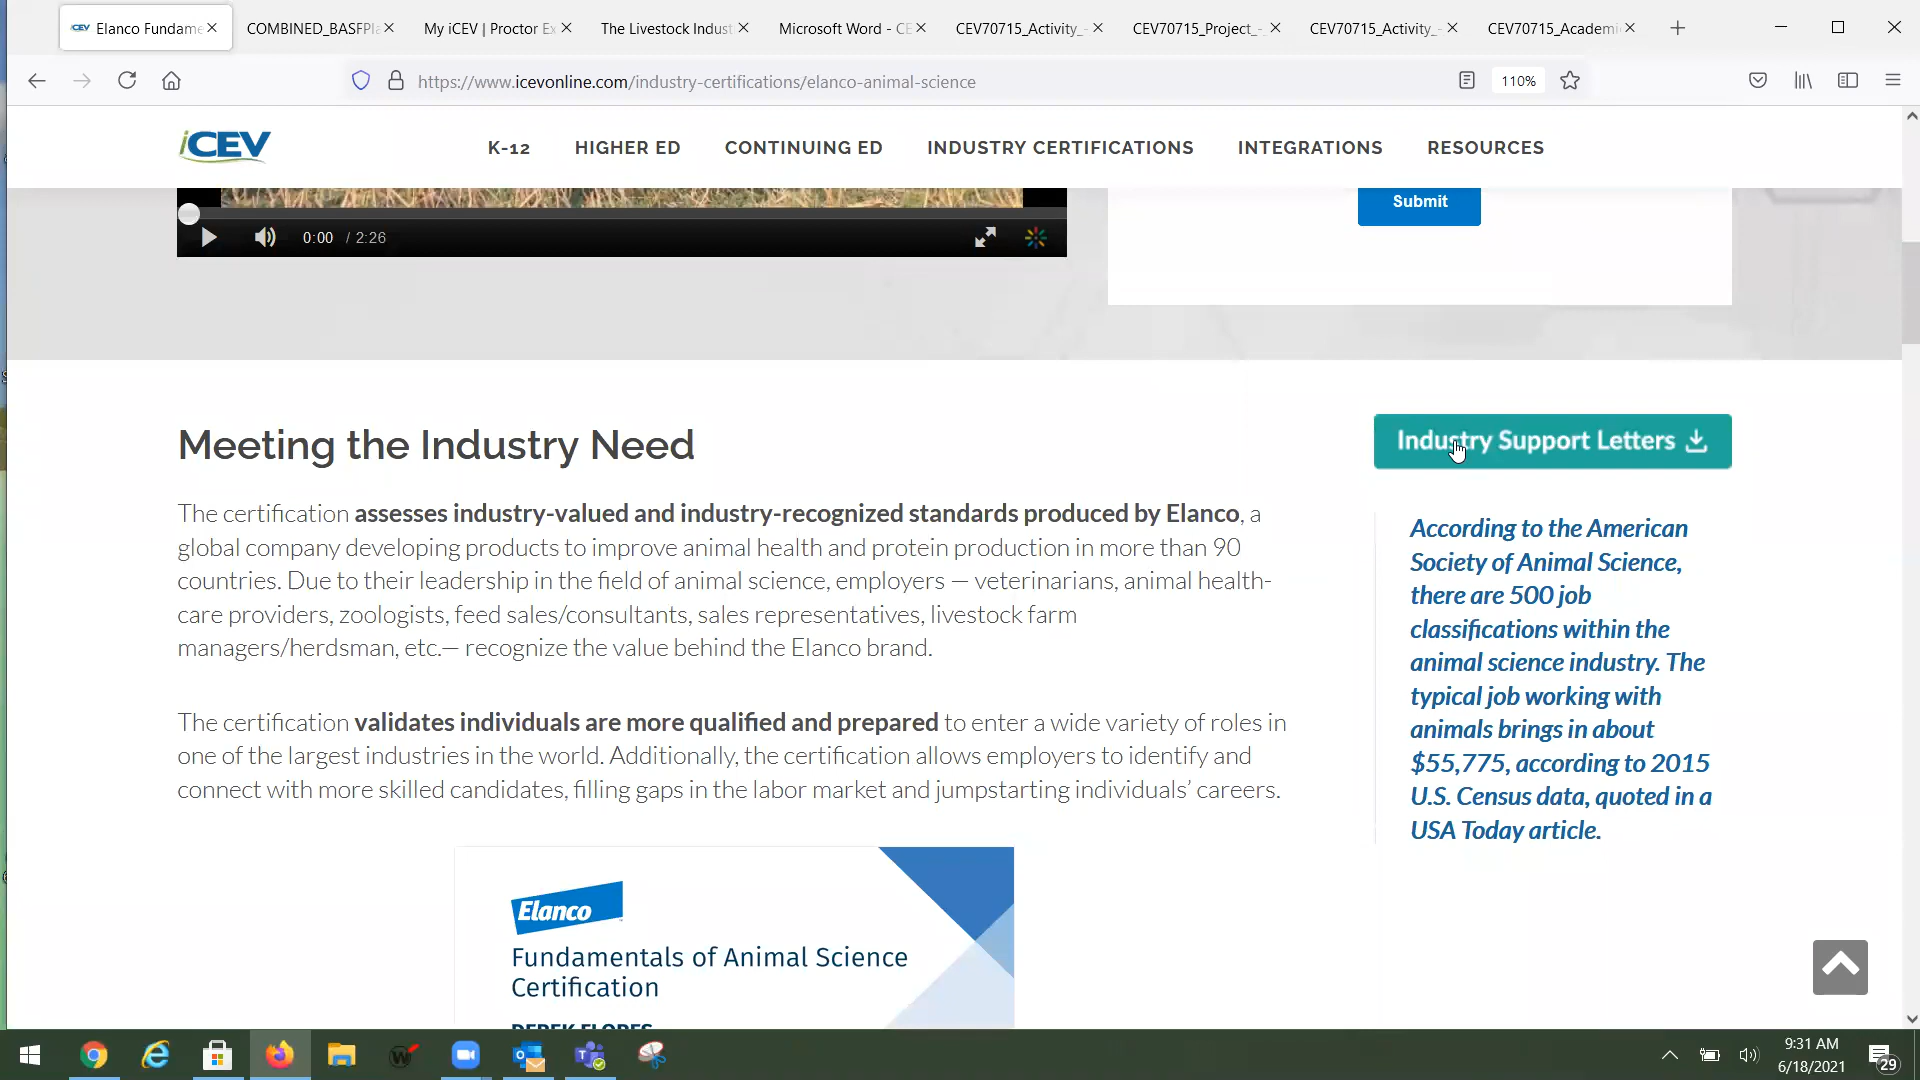 Elanco Fundame
COMBINED_BASFPla
My iCEV | Proctor Ex
The Livestock Indust
Microsoft Word - CE
CEV70715_Activity_-
CEV70715_Project_-
CEV70715_Activity_-
CEV70715_Academi
https://www.icevonline.com/industry-certifications/elanco-animal-science
110%
iCEV
K-12
HIGHER ED
CONTINUING ED
INDUSTRY CERTIFICATIONS
INTEGRATIONS
RESOURCES
Submit
0:00 / 2:26
Meeting the Industry Need
The certification assesses industry-valued and industry-recognized standards produced by Elanco, a
global company developing products to improve animal health and protein production in more than 90
countries. Due to their leadership in the field of animal science, employers — veterinarians, animal health-
care providers, zoologists, feed sales/consultants, sales representatives, livestock farm
managers/herdsman, etc.— recognize the value behind the Elanco brand.
The certification validates individuals are more qualified and prepared to enter a wide variety of roles in
one of the largest industries in the world. Additionally, the certification allows employers to identify and
connect with more skilled candidates, filling gaps in the labor market and jumpstarting individuals' careers.
Industry Support Letters
According to the American
Society of Animal Science,
there are 500 job
classifications within the
animal science industry. The
typical job working with
animals brings in about
$55,775, according to 2015
U.S. Census data, quoted in a
USA Today article.
Elanco
Fundamentals of Animal Science
Certification
DEREK FLORES
9:31 AM
6/18/2021
29